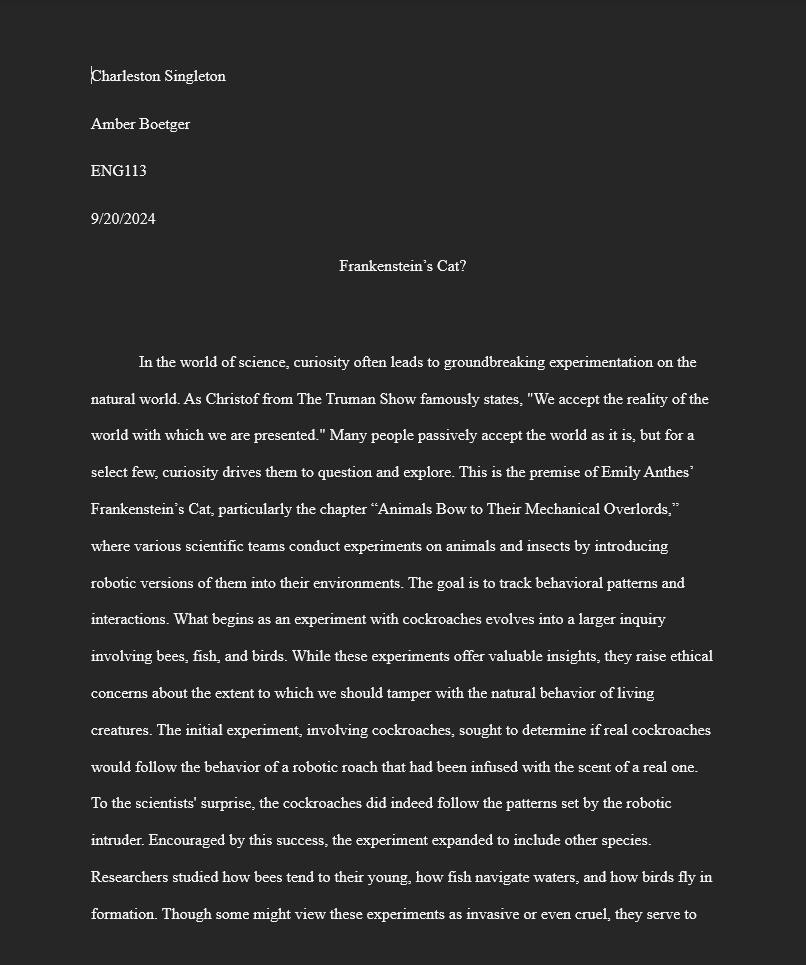 Charleston Singleton
Amber Boetger
ENG113
9/20/2024
Frankenstein’s Cat?
In the world of science, curiosity often leads to groundbreaking experimentation on the
natural world. As Christof from The Truman Show famously states, "We accept the reality of the
world with which we are presented." Many people passively accept the world as it is, but for a
select few, curiosity drives them to question and explore. This is the premise of Emily Anthes’
Frankenstein’s Cat, particularly the chapter “Animals Bow to Their Mechanical Overlords,”
where various scientific teams conduct experiments on animals and insects by introducing
robotic versions of them into their environments. The goal is to track behavioral patterns and
interactions. What begins as an experiment with cockroaches evolves into a larger inquiry
involving bees, fish, and birds. While these experiments offer valuable insights, they raise ethical
concerns about the extent to which we should tamper with the natural behavior of living
creatures. The initial experiment, involving cockroaches, sought to determine if real cockroaches
would follow the behavior of a robotic roach that had been infused with the scent of a real one.
To the scientists' surprise, the cockroaches did indeed follow the patterns set by the robotic
intruder. Encouraged by this success, the experiment expanded to include other species.
Researchers studied how bees tend to their young, how fish navigate waters, and how birds fly in
formation. Though some might view these experiments as invasive or even cruel, they serve to